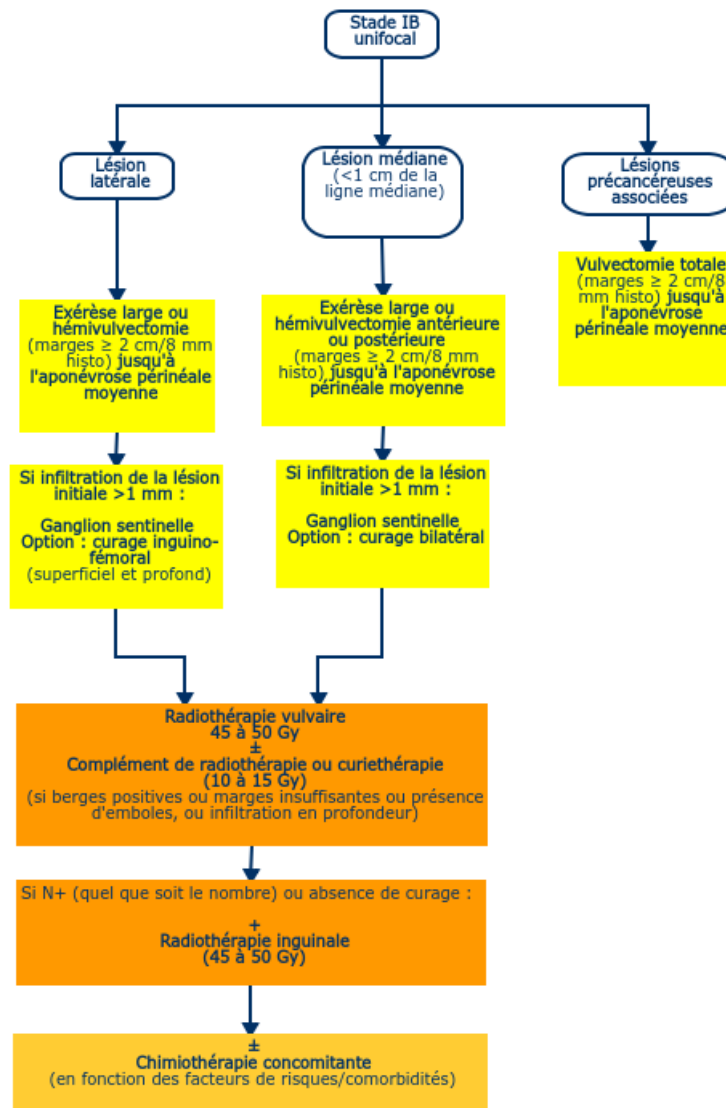 Stade IB
unifocal
Lésion
latérale
Lésion médiane
(<1 cm de la
ligne médiane)
Lésions
précancéreuses
associées
Exérèse large ou
hémivulvectomie
(marges ≥ 2 cm/8 mm
histo) jusqu'à
l'aponévrose périnéale
moyenne
Exérèse large ou
hémivulvectomie antérieure
ou postérieure
(marges ≥ 2 cm/8 mm
histo) jusqu'à l'aponévrose
périnéale moyenne
Vulvectomie totale
(marges ≥ 2 cm/8
mm histo) jusqu'à
l'aponévrose
périnéale moyenne
Si infiltration de la lésion
initiale >1 mm :
Ganglion sentinelle
Option : curage inguino-
fémoral
(superficiel et profond)
Si infiltration de la lésion
initiale >1 mm :
Ganglion sentinelle
Option : curage bilatéral
Radiothérapie vulvaire
45 à 50 Gy
±
Complément de radiothérapie ou curiethérapie
(10 à 15 Gy)
(si berges positives ou marges insuffisantes ou présence
d'emboles, ou infiltration en profondeur)
Si N+ (quel que soit le nombre) ou absence de curage :
+
Radiothérapie inguinale
(45 à 50 Gy)
±
Chimiothérapie concomitante
(en fonction des facteurs de risques/comorbidités)